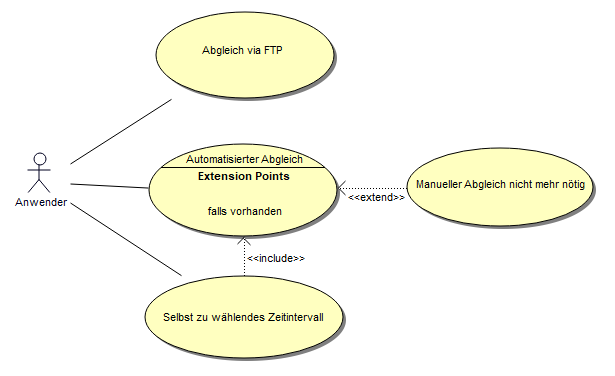 Abgleich via FTP
Automatisierter Abgleich
Extension Points
falls vorhanden
Manueller Abgleich nicht mehr nötig
<<extend>>
Anwender
<<include>>
Selbst zu wählendes Zeitintervall